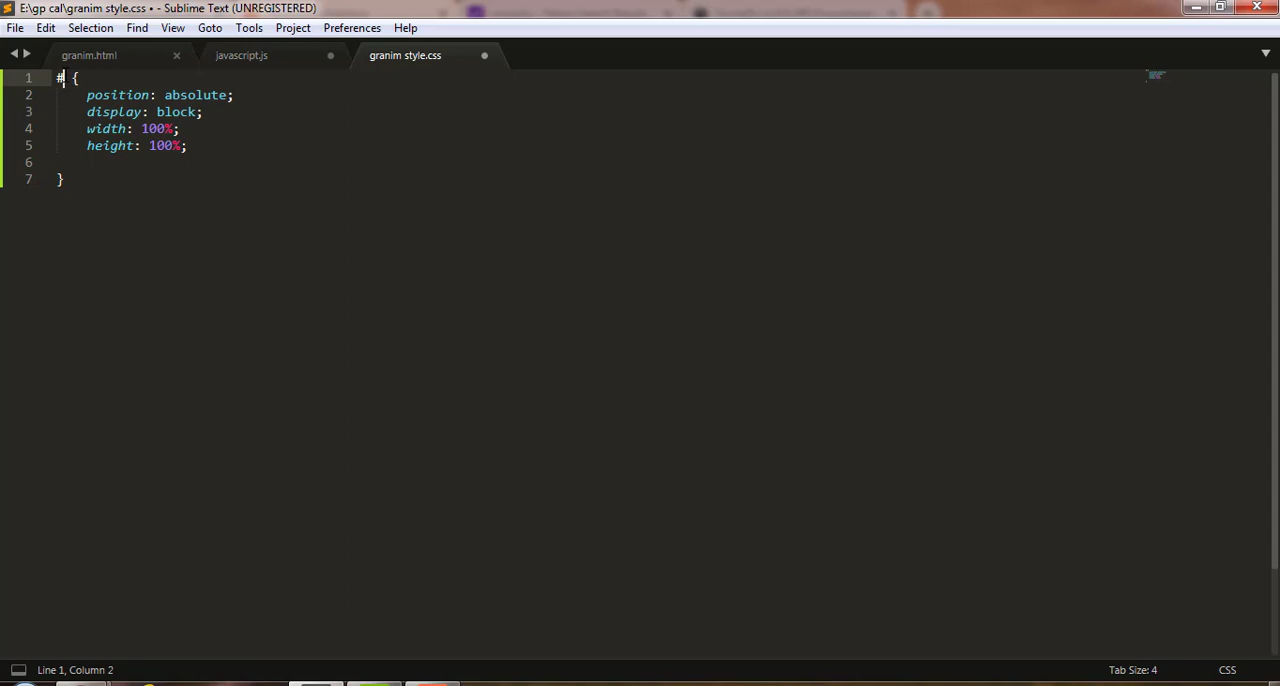 E:\gp cal\granim style.css • - Sublime Text (UNREGISTERED)
File Edit Selection Find View Goto Tools Project Preferences Help
granim.html javascript.js granim style.css
1 # {
2 position: absolute;
3 display: block;
4 width: 100%;
5 height: 100%;
6
7 }
Line 1, Column 2 Tab Size: 4 CSS